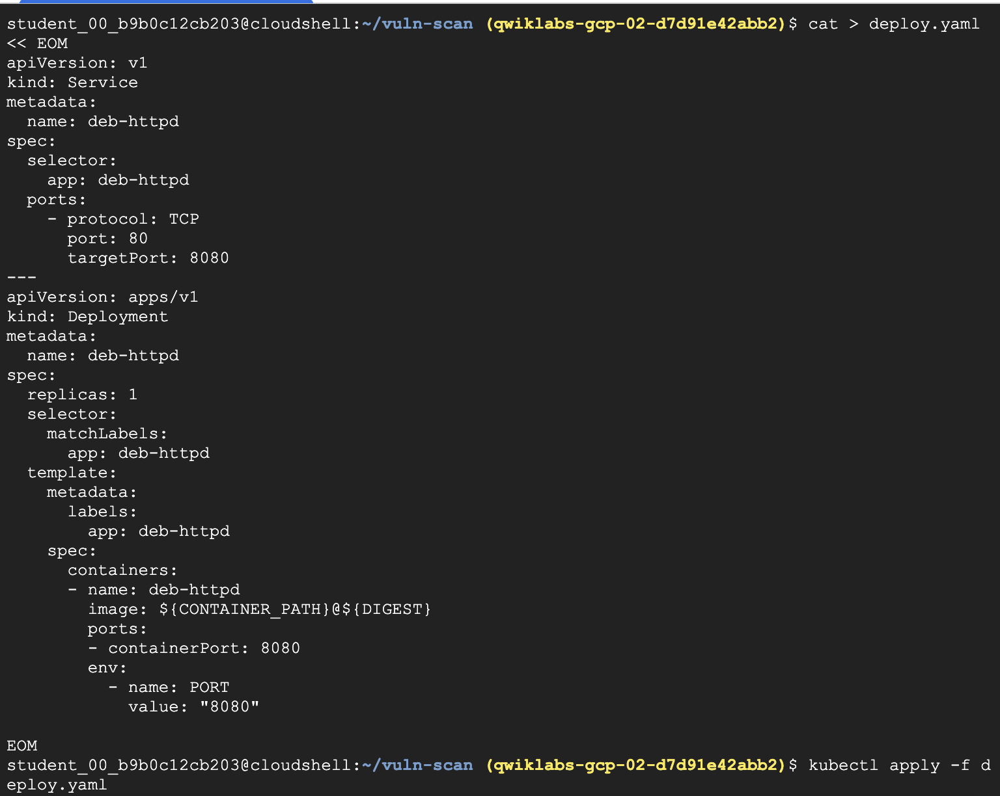 student_00_b9b0c12cb203@cloudshell:~/vuln-scan (qwiklabs-gcp-02-d7d91e42abb2)$ cat > deploy.yaml
<< EOM
apiVersion: v1
kind: Service
metadata:
  name: deb-httpd
spec:
  selector:
    app: deb-httpd
  ports:
    - protocol: TCP
      port: 80
      targetPort: 8080
---
apiVersion: apps/v1
kind: Deployment
metadata:
  name: deb-httpd
spec:
  replicas: 1
  selector:
    matchLabels:
      app: deb-httpd
  template:
    metadata:
      labels:
        app: deb-httpd
    spec:
      containers:
      - name: deb-httpd
        image: ${CONTAINER_PATH}@${DIGEST}
        ports:
        - containerPort: 8080
        env:
          - name: PORT
            value: "8080"

EOM
student_00_b9b0c12cb203@cloudshell:~/vuln-scan (qwiklabs-gcp-02-d7d91e42abb2)$ kubectl apply -f d
eploy.yaml